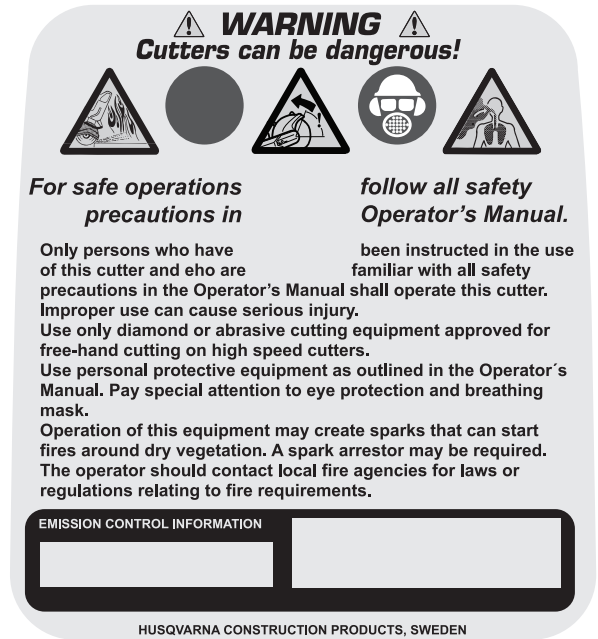 WARNING
Cutters can be dangerous!
For safe operations follow all safety
precautions in Operator's Manual.
Only persons who have been instructed in the use
of this cutter and eho are familiar with all safety
precautions in the Operator's Manual shall operate this cutter.
Improper use can cause serious injury.
Use only diamond or abrasive cutting equipment approved for
free-hand cutting on high speed cutters.
Use personal protective equipment as outlined in the Operator´s
Manual. Pay special attention to eye protection and breathing
mask.
Operation of this equipment may create sparks that can start
fires around dry vegetation. A spark arrestor may be required.
The operator should contact local fire agencies for laws or
regulations relating to fire requirements.
EMISSION CONTROL INFORMATION
HUSQVARNA CONSTRUCTION PRODUCTS, SWEDEN